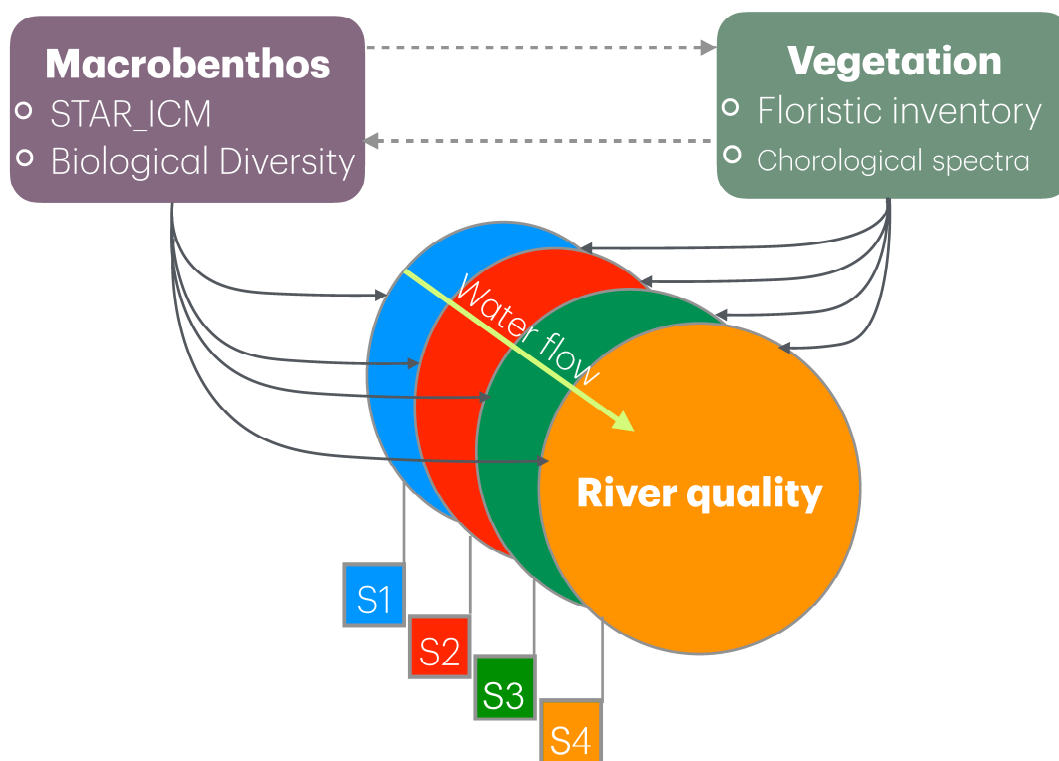 Macrobenthos
STAR_ICM
Biological Diversity
Vegetation
Floristic inventory
Chorological spectra
Water flow
River quality
S1
S2
S3
S4